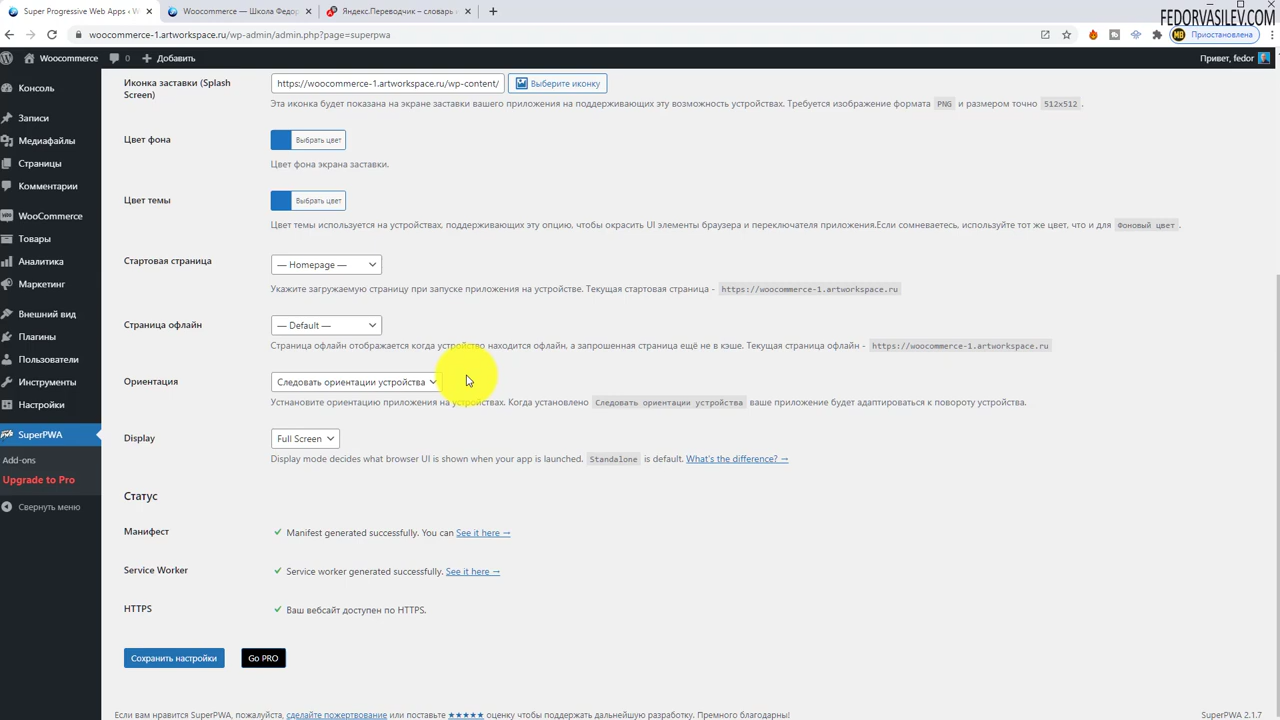 Super Progressive Web Apps ‹ W
Woocommerce — Школа Федор
Яндекс.Переводчик – словарь и
FEDORVASILEV.COM
woocommerce-1.artworkspace.ru/wp-admin/admin.php?page=superpwa
MB Приостановлена
Woocommerce 0 Добавить
Привет, fedor
Консоль
Записи
Медиафайлы
Страницы
Комментарии
WooCommerce
Товары
Аналитика
Маркетинг
Внешний вид
Плагины
Пользователи
Инструменты
Настройки
SuperPWA
Add-ons
Upgrade to Pro
Свернуть меню
Иконка заставки (Splash
Screen)
https://woocommerce-1.artworkspace.ru/wp-content/ Выберите иконку
Эта иконка будет показана на экране заставки вашего приложения на поддерживающих эту возможность устройствах. Требуется изображение формата PNG и размером точно 512x512.
Цвет фона
Выбрать цвет
Цвет фона экрана заставки.
Цвет темы
Выбрать цвет
Цвет темы используется на устройствах, поддерживающих эту опцию, чтобы окрасить UI элементы браузера и переключателя приложения.Если сомневаетесь, используйте тот же цвет, что и для Фоновый цвет.
Стартовая страница
— Homepage —
Укажите загружаемую страницу при запуске приложения на устройстве. Текущая стартовая страница - https://woocommerce-1.artworkspace.ru
Страница офлайн
— Default —
Страница офлайн отображается когда устройство находится офлайн, а запрошенная страница ещё не в кэше. Текущая страница офлайн - https://woocommerce-1.artworkspace.ru
Ориентация
Следовать ориентации устройства
Устнановите ориентацию приложения на устройствах. Когда установлено Следовать ориентации устройства ваше приложение будет адаптироваться к повороту устройства.
Display
Full Screen
Display mode decides what browser UI is shown when your app is launched. Standalone is default. What's the difference? →
Статус
Манифест
✓ Manifest generated successfully. You can See it here →
Service Worker
✓ Service worker generated successfully. See it here →
HTTPS
✓ Ваш вебсайт доступен по HTTPS.
Сохранить настройки Go PRO
Если вам нравится SuperPWA, пожалуйста, сделайте пожертвование или поставьте ★★★★★ оценку чтобы поддержать дальнейшую разработку. Премного благодарны!
SuperPWA 2.1.7